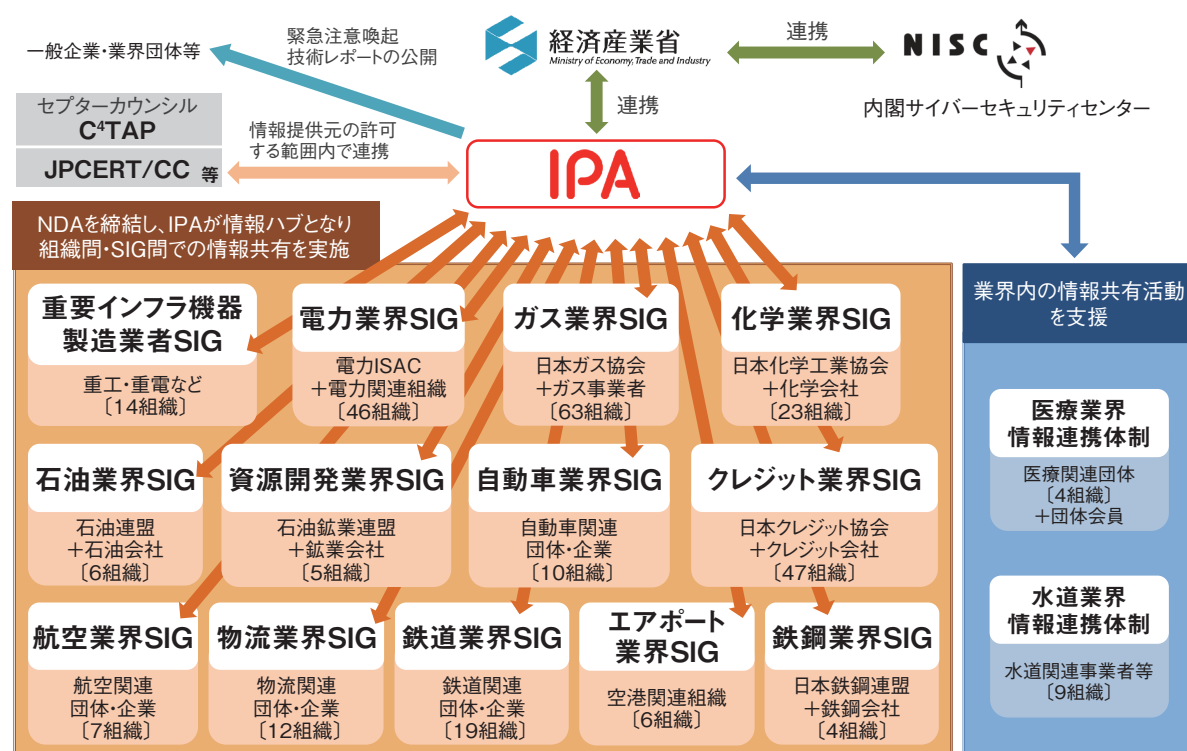 一般企業・業界団体等
緊急注意喚起
技術レポートの公開
経済産業省
Ministry of Economy, Trade and Industry
連携
NISC
内閣サイバーセキュリティセンター
連携
セプターカウンシル
C⁴TAP
JPCERT/CC 等
情報提供元の許可
する範囲内で連携
IPA
NDAを締結し、IPAが情報ハブとなり
組織間・SIG間での情報共有を実施
重要インフラ機器
製造業者SIG
重工・重電など
〔14組織〕
電力業界SIG
電力ISAC
＋電力関連組織
〔46組織〕
ガス業界SIG
日本ガス協会
＋ガス事業者
〔63組織〕
化学業界SIG
日本化学工業協会
＋化学会社
〔23組織〕
石油業界SIG
石油連盟
＋石油会社
〔6組織〕
資源開発業界SIG
石油鉱業連盟
＋鉱業会社
〔5組織〕
自動車業界SIG
自動車関連
団体・企業
〔10組織〕
クレジット業界SIG
日本クレジット協会
＋クレジット会社
〔47組織〕
航空業界SIG
航空関連
団体・企業
〔7組織〕
物流業界SIG
物流関連
団体・企業
〔12組織〕
鉄道業界SIG
鉄道関連
団体・企業
〔19組織〕
エアポート
業界SIG
空港関連組織
〔6組織〕
鉄鋼業界SIG
日本鉄鋼連盟
＋鉄鋼会社
〔4組織〕
業界内の情報共有活動
を支援
医療業界
情報連携体制
医療関連団体
〔4組織〕
＋団体会員
水道業界
情報連携体制
水道関連事業者等
〔9組織〕